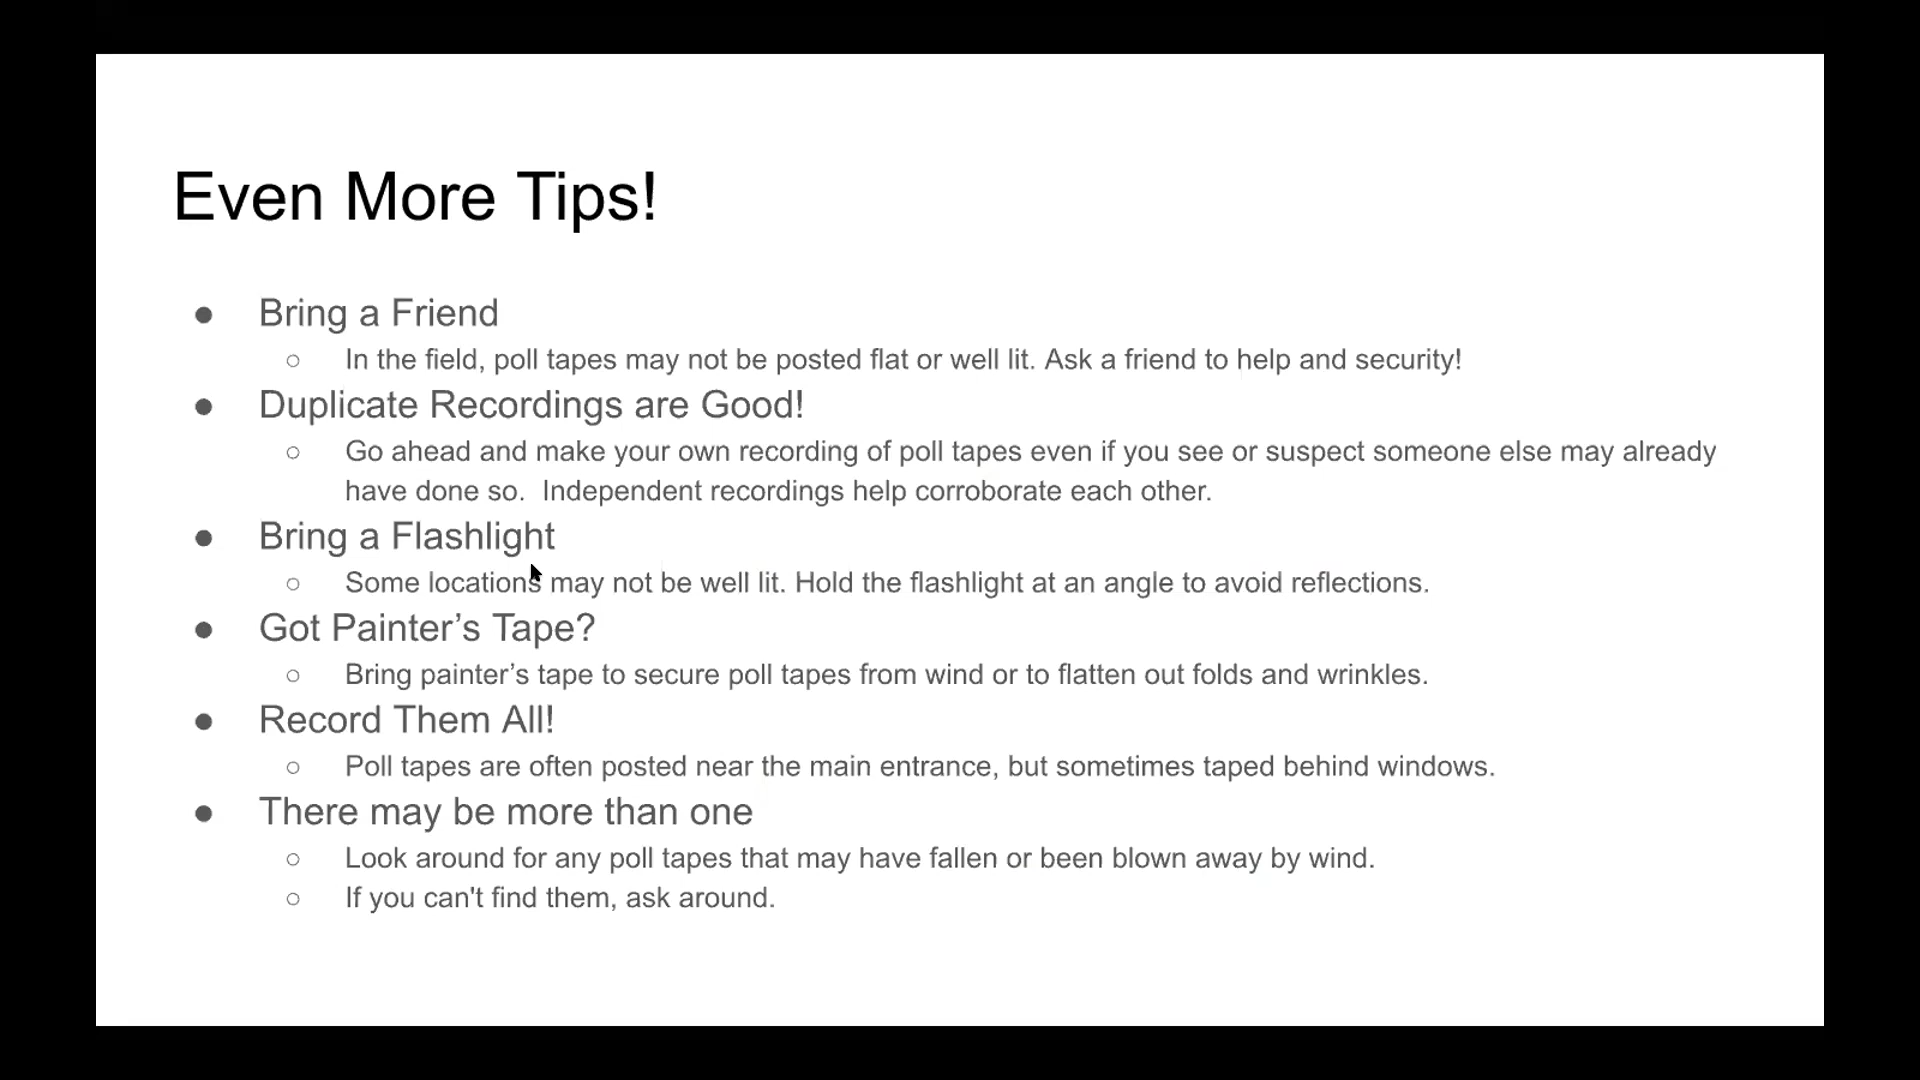 Even More Tips!
● Bring a Friend
○ In the field, poll tapes may not be posted flat or well lit. Ask a friend to help and security!
● Duplicate Recordings are Good!
○ Go ahead and make your own recording of poll tapes even if you see or suspect someone else may already
have done so.  Independent recordings help corroborate each other.
● Bring a Flashlight
○ Some locations may not be well lit. Hold the flashlight at an angle to avoid reflections.
● Got Painter’s Tape?
○ Bring painter’s tape to secure poll tapes from wind or to flatten out folds and wrinkles.
● Record Them All!
○ Poll tapes are often posted near the main entrance, but sometimes taped behind windows.
● There may be more than one
○ Look around for any poll tapes that may have fallen or been blown away by wind.
○ If you can't find them, ask around.